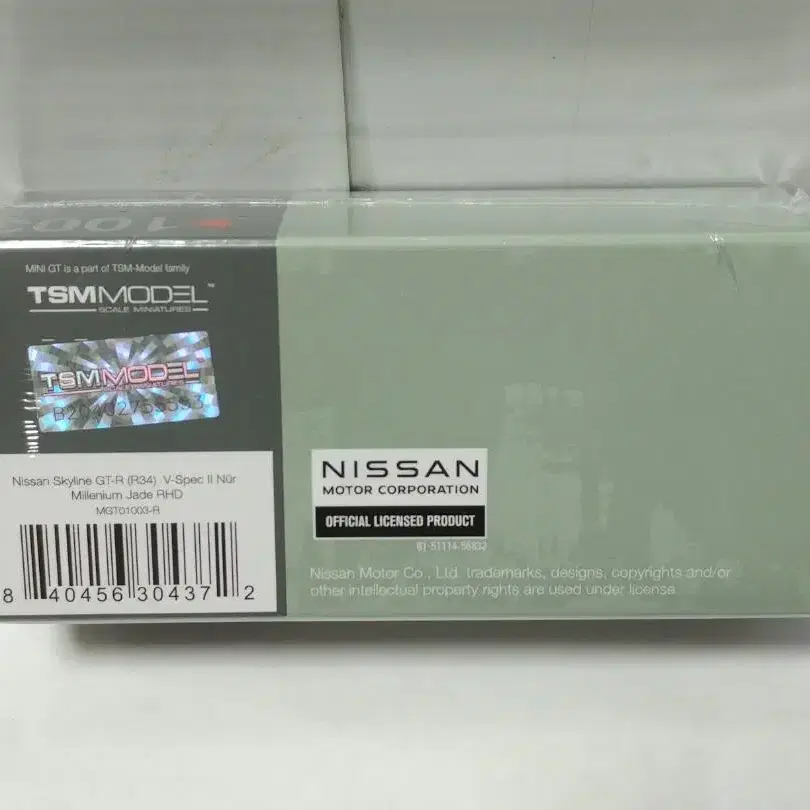 1003
MINI GT is a part of TSM-Model family
TSMMODEL™
SCALE MINIATURES
TSMMODEL
Nissan Skyline GT-R (R34) V-Spec II Nür
Millenium Jade RHD
MGT01003-R
8 40456 30437 2
NISSAN
MOTOR CORPORATION
OFFICIAL LICENSED PRODUCT
Nissan Motor Co., Ltd. trademarks, designs, copyrights and/or
other intellectual property rights are used under license